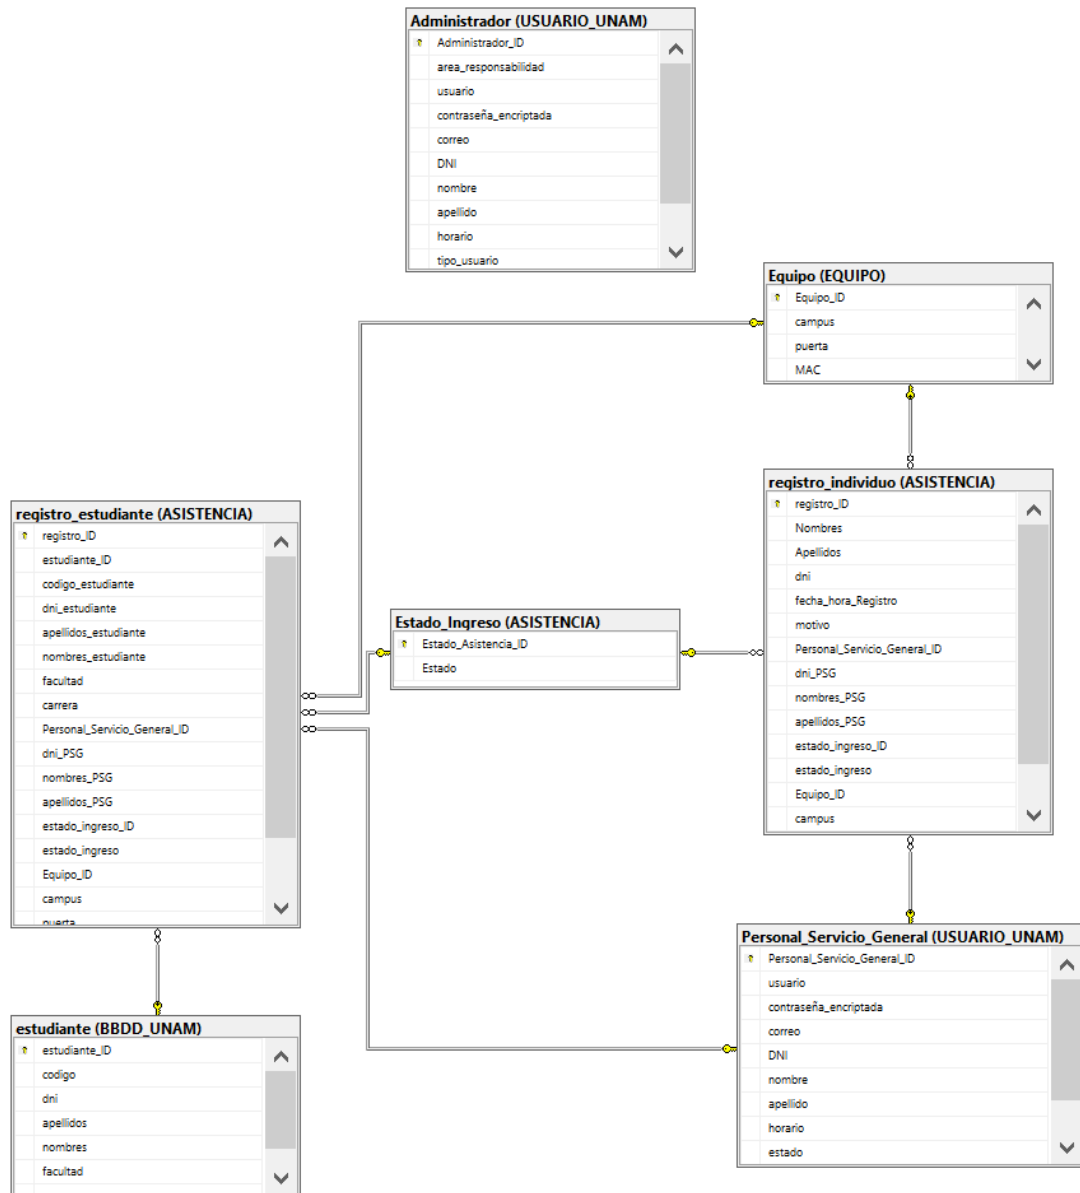 Administrador (USUARIO_UNAM)
Administrador_ID
area_responsabilidad
usuario
contraseña_encriptada
correo
DNI
nombre
apellido
horario
tipo_usuario
Equipo (EQUIPO)
Equipo_ID
campus
puerta
MAC
registro_individuo (ASISTENCIA)
registro_ID
Nombres
Apellidos
dni
fecha_hora_Registro
motivo
Personal_Servicio_General_ID
dni_PSG
nombres_PSG
apellidos_PSG
estado_ingreso_ID
estado_ingreso
Equipo_ID
campus
registro_estudiante (ASISTENCIA)
registro_ID
estudiante_ID
codigo_estudiante
dni_estudiante
apellidos_estudiante
nombres_estudiante
facultad
carrera
Personal_Servicio_General_ID
dni_PSG
nombres_PSG
apellidos_PSG
estado_ingreso_ID
estado_ingreso
Equipo_ID
campus
puerta
Estado_Ingreso (ASISTENCIA)
Estado_Asistencia_ID
Estado
Personal_Servicio_General (USUARIO_UNAM)
Personal_Servicio_General_ID
usuario
contraseña_encriptada
correo
DNI
nombre
apellido
horario
estado
estudiante (BBDD_UNAM)
estudiante_ID
codigo
dni
apellidos
nombres
facultad